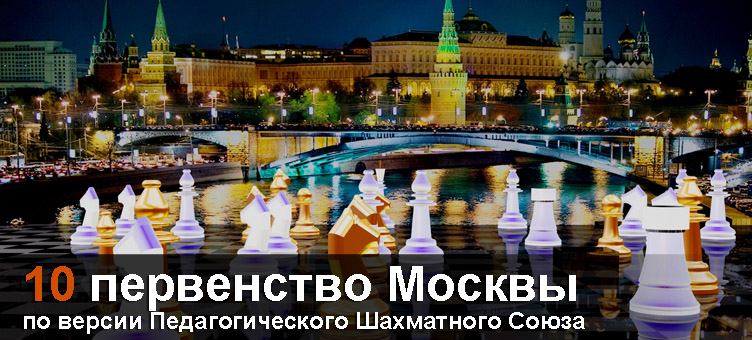 10 первенство Москвы
по версии Педагогического Шахматного Союза